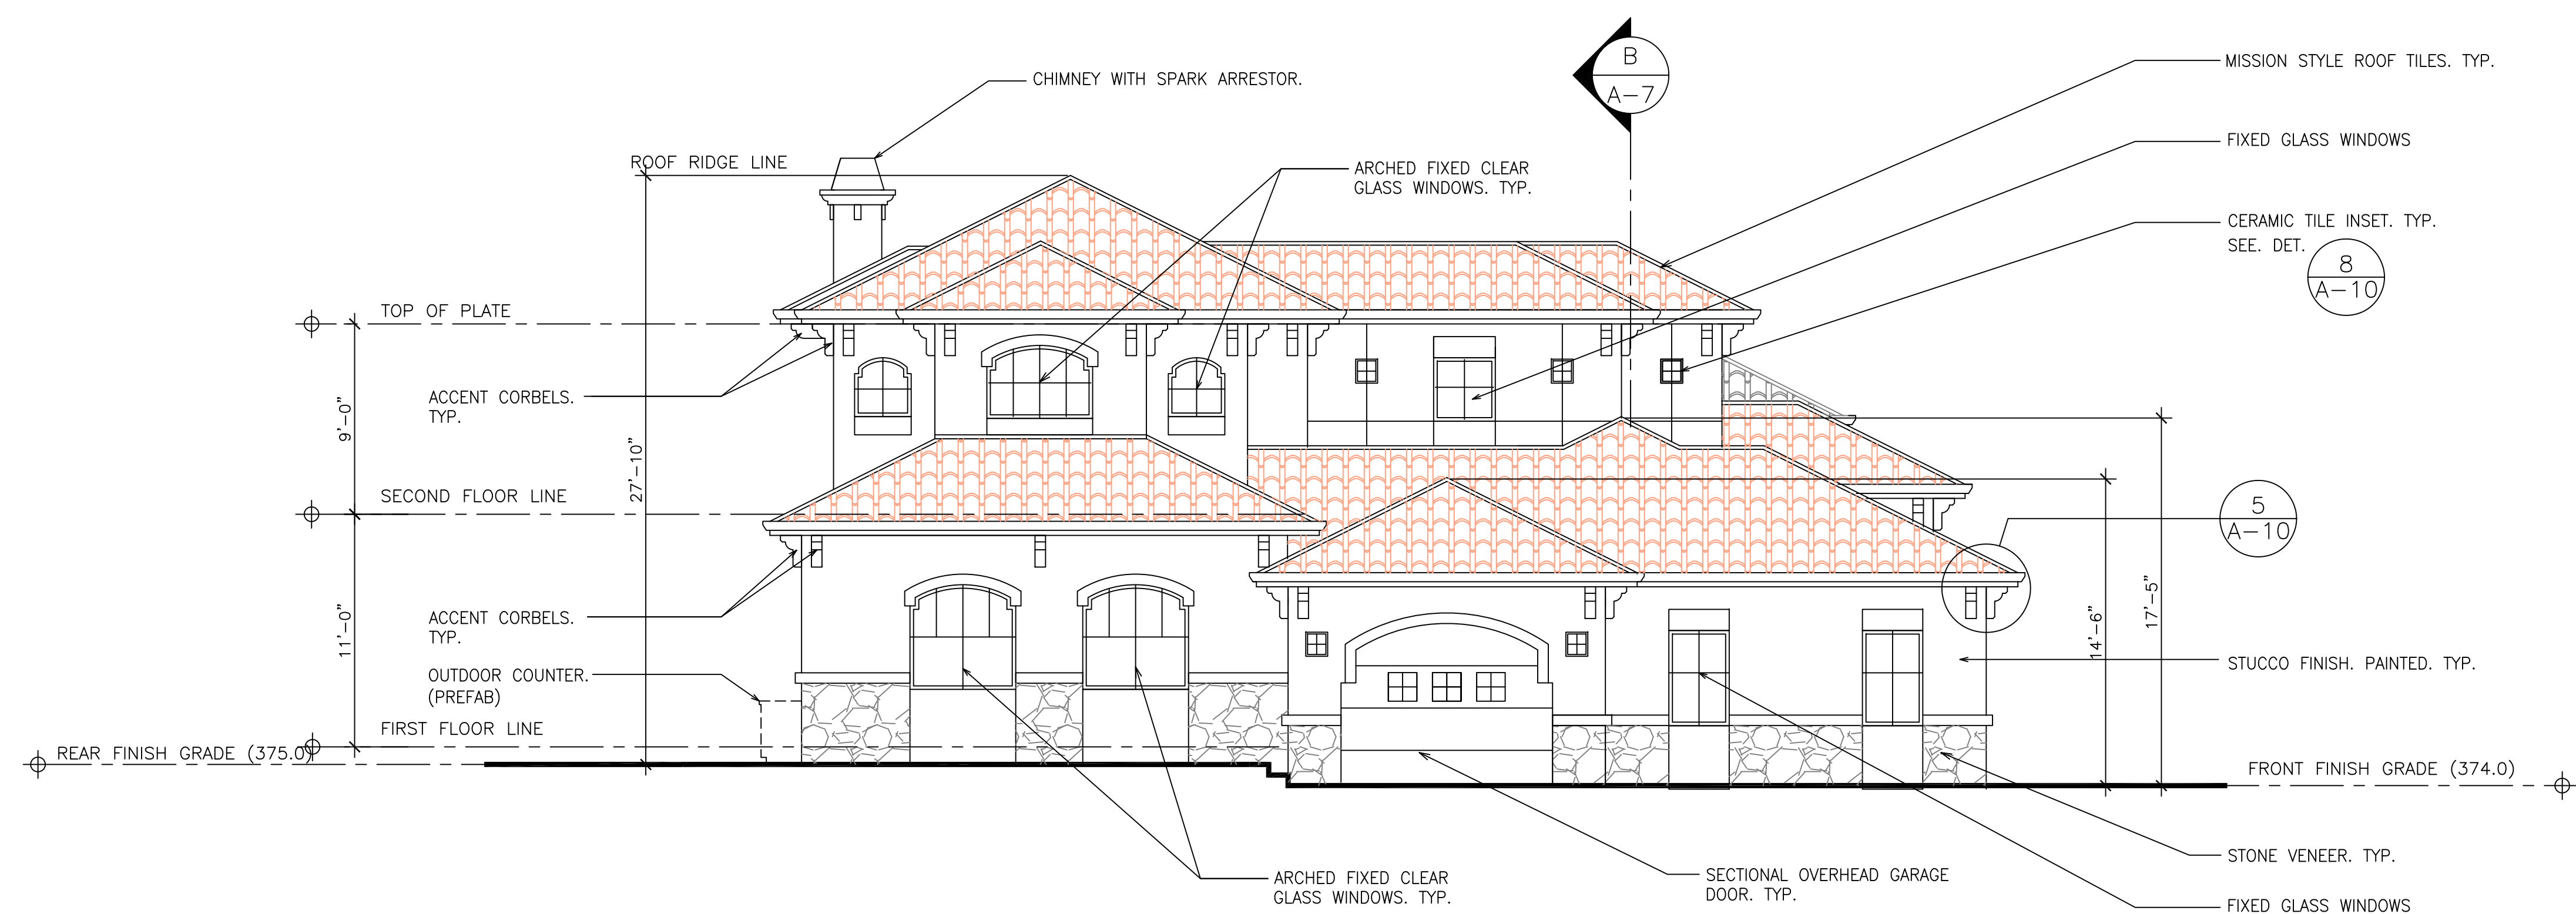 B
A-7
MISSION STYLE ROOF TILES. TYP.
CHIMNEY WITH SPARK ARRESTOR.
FIXED GLASS WINDOWS
ROOF RIDGE LINE
ARCHED FIXED CLEAR
GLASS WINDOWS. TYP.
CERAMIC TILE INSET. TYP.
SEE. DET.
8
A-10
TOP OF PLATE
ACCENT CORBELS.
TYP.
9'-0"
27'-10"
SECOND FLOOR LINE
5
A-10
11'-0"
14'-6"
17'-5"
ACCENT CORBELS.
TYP.
STUCCO FINISH. PAINTED. TYP.
OUTDOOR COUNTER.
(PREFAB)
FIRST FLOOR LINE
REAR FINISH GRADE (375.0)
FRONT FINISH GRADE (374.0)
STONE VENEER. TYP.
ARCHED FIXED CLEAR
GLASS WINDOWS. TYP.
SECTIONAL OVERHEAD GARAGE
DOOR. TYP.
FIXED GLASS WINDOWS